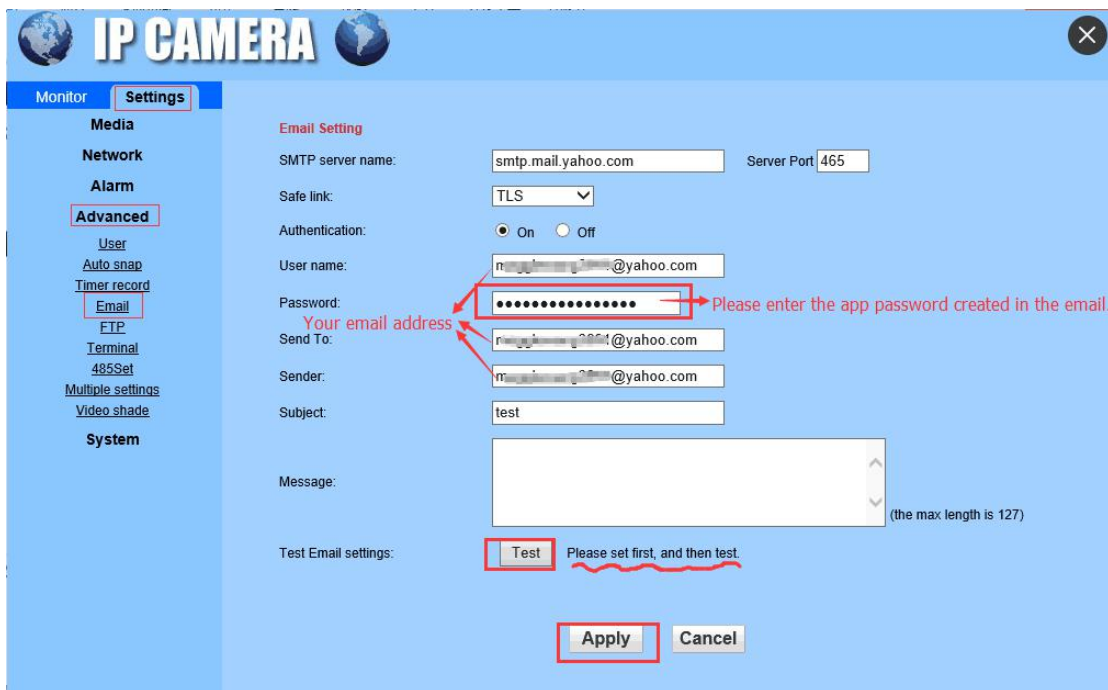 IP CAMERA
Monitor Settings
Media
Network
Alarm
Advanced
User
Auto snap
Timer record
Email
FTP
Terminal
485Set
Multiple settings
Video shade
System
Email Setting
SMTP server name: smtp.mail.yahoo.com Server Port 465
Safe link: TLS
Authentication: On Off
User name: @yahoo.com
Password: ●●●●●●●●●●●●●●●● Please enter the app password created in the email.
Your email address
Send To: @yahoo.com
Sender: @yahoo.com
Subject: test
Message:
(the max length is 127)
Test Email settings: Test Please set first, and then test.
Apply Cancel